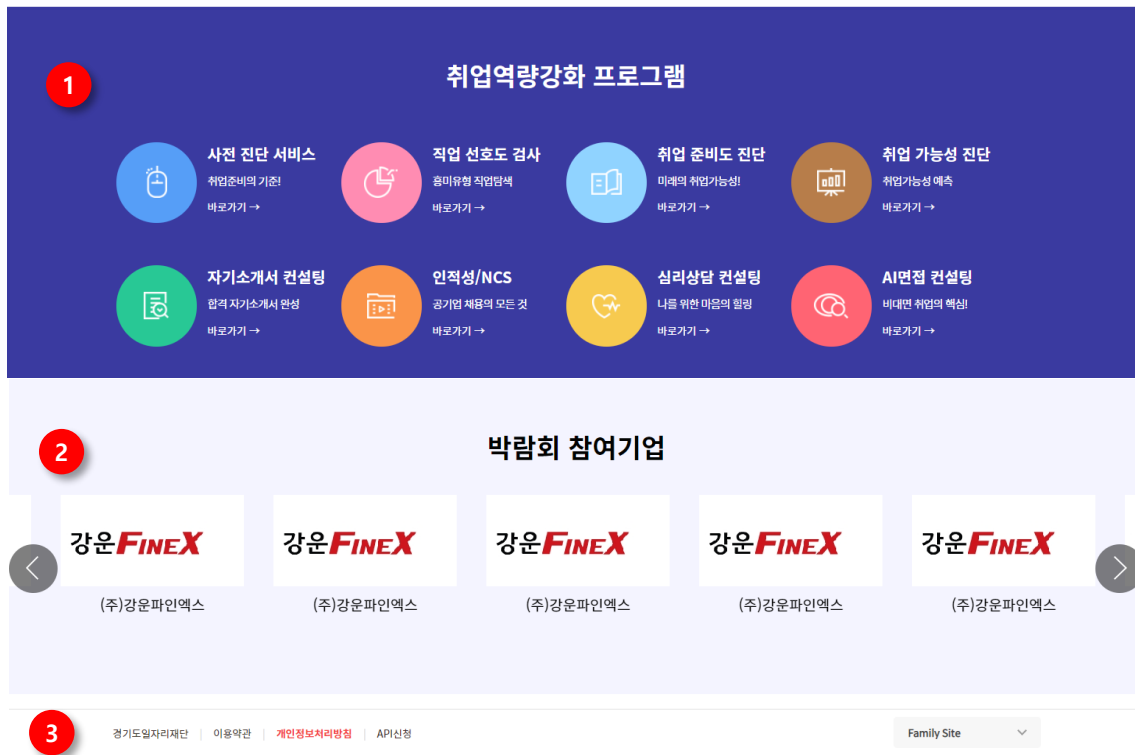 1
취업역량강화 프로그램
사전 진단 서비스
취업준비의 기준!
바로가기 →
직업 선호도 검사
흥미유형 직업탐색
바로가기 →
취업 준비도 진단
미래의 취업가능성!
바로가기 →
취업 가능성 진단
취업가능성 예측
바로가기 →
자기소개서 컨설팅
합격 자기소개서 완성
바로가기 →
인적성/NCS
공기업 채용의 모든 것
바로가기 →
심리상담 컨설팅
나를 위한 마음의 힐링
바로가기 →
AI면접 컨설팅
비대면 취업의 핵심!
바로가기 →
2
박람회 참여기업
강운FINEX 강운FINEX 강운FINEX 강운FINEX 강운FINEX
(주)강운파인엑스 (주)강운파인엑스 (주)강운파인엑스 (주)강운파인엑스 (주)강운파인엑스
3
경기도일자리재단 | 이용약관 | 개인정보처리방침 | API신청
Family Site